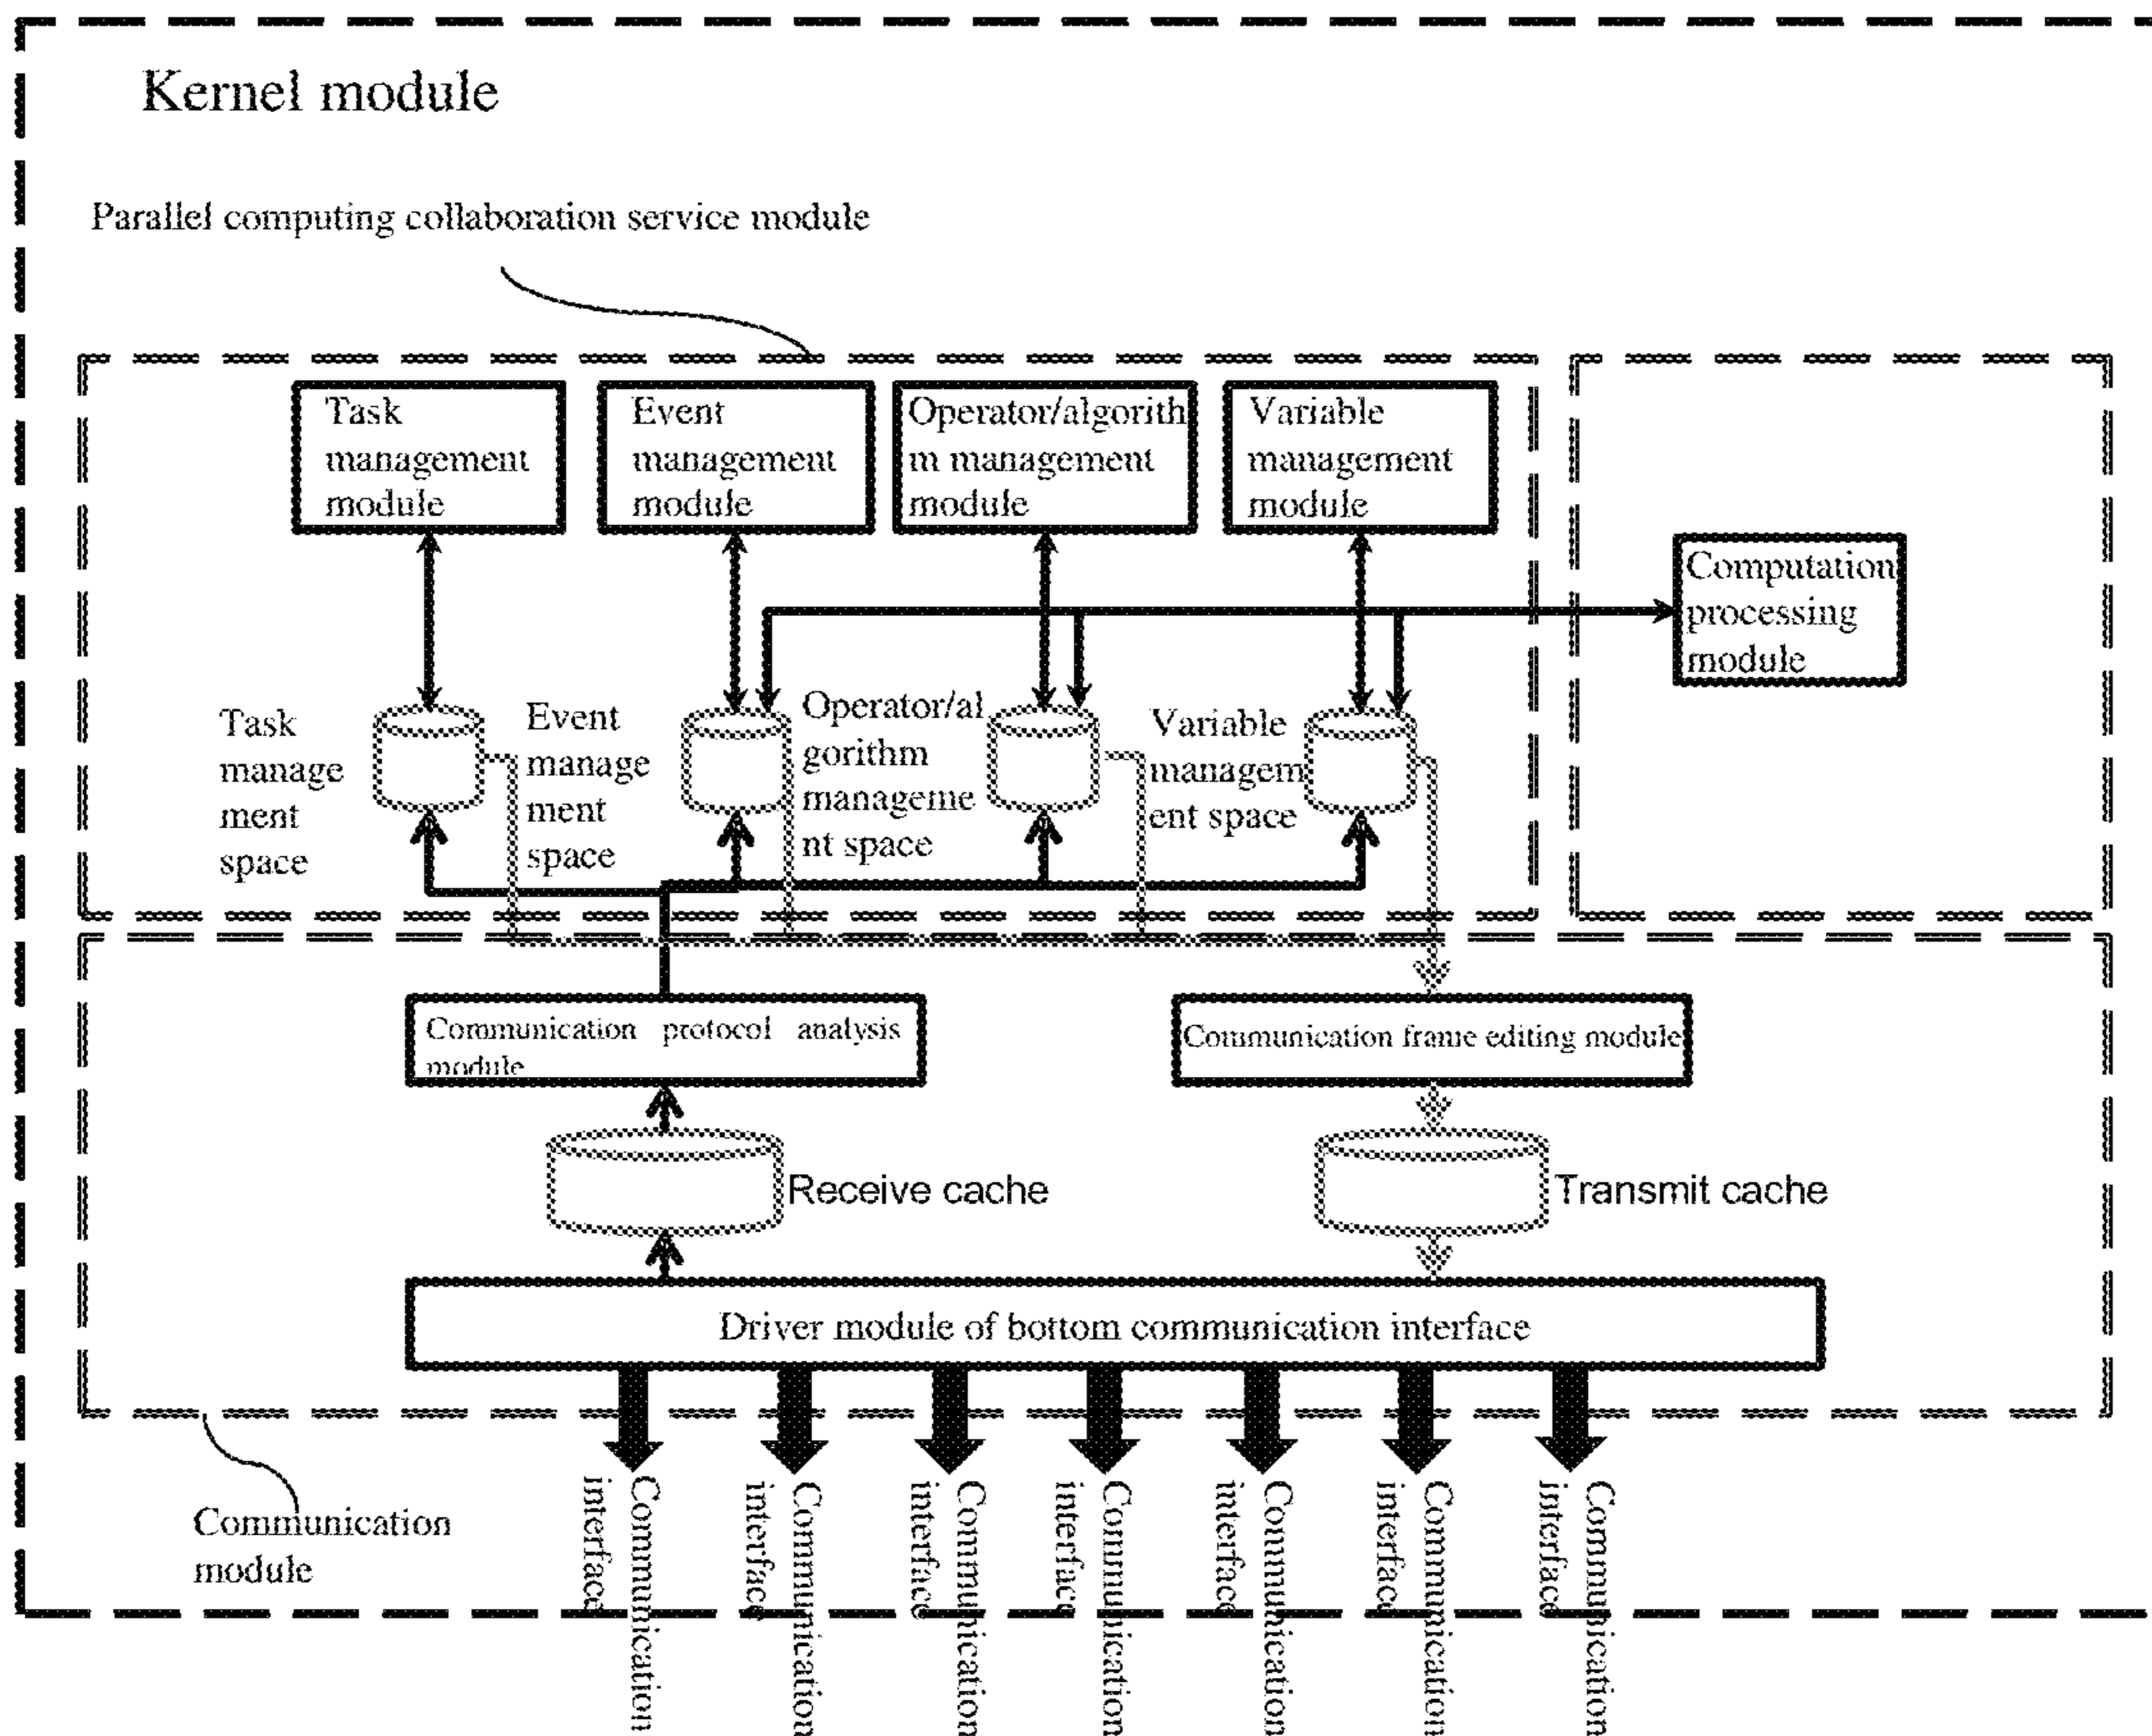 Kernel module
Parallel computing collaboration service module
Task
management
module
Event
management
module
Operator/algorith
m management
module
Variable
management
module
Computation
processing
module
Task
manage
ment
space
Event
manage
ment
space
Operator/al
gorithm
manageme
nt space
Variable
managem
ent space
Communication protocol analysis
module
Communication frame editing module
Receive cache
Transmit cache
Driver module of bottom communication interface
Communication
interface
Communication
interface
Communication
interface
Communication
interface
Communication
interface
Communication
interface
Communication
interface
Communication
module